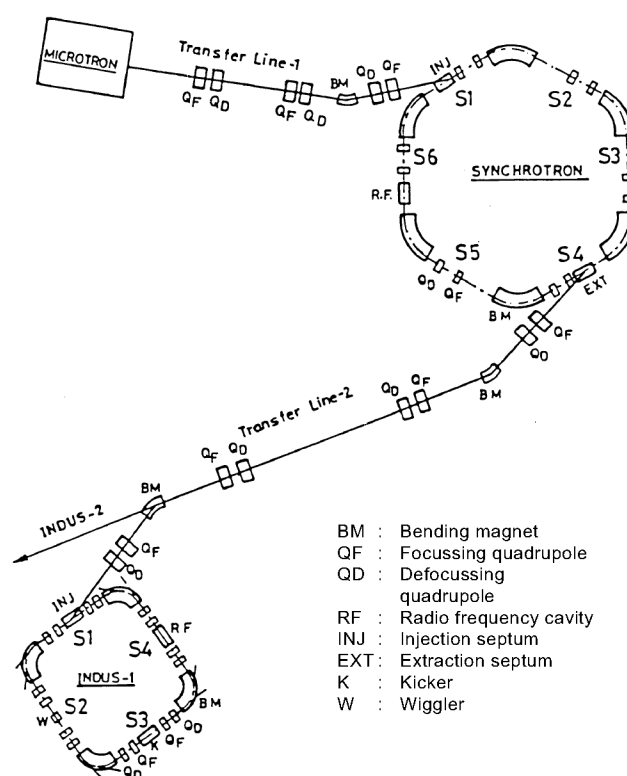 MICROTRON
Transfer Line-1
QF QD
QF QD
BM
QD QF
INJ
S1
S2
S3
S6
SYNCHROTRON
R.F.
S5
S4
QD QF
BM
EXT
QF
QD
BM
QD QF
Transfer Line-2
QF QD
BM
INDUS-2
QF
QD
INJ
S1
RF
S4
INDUS-1
S2
W
S3
BM
K
QD
QF
QF
QD
BM : Bending magnet
QF : Focussing quadrupole
QD : Defocussing
quadrupole
RF : Radio frequency cavity
INJ : Injection septum
EXT : Extraction septum
K : Kicker
W : Wiggler